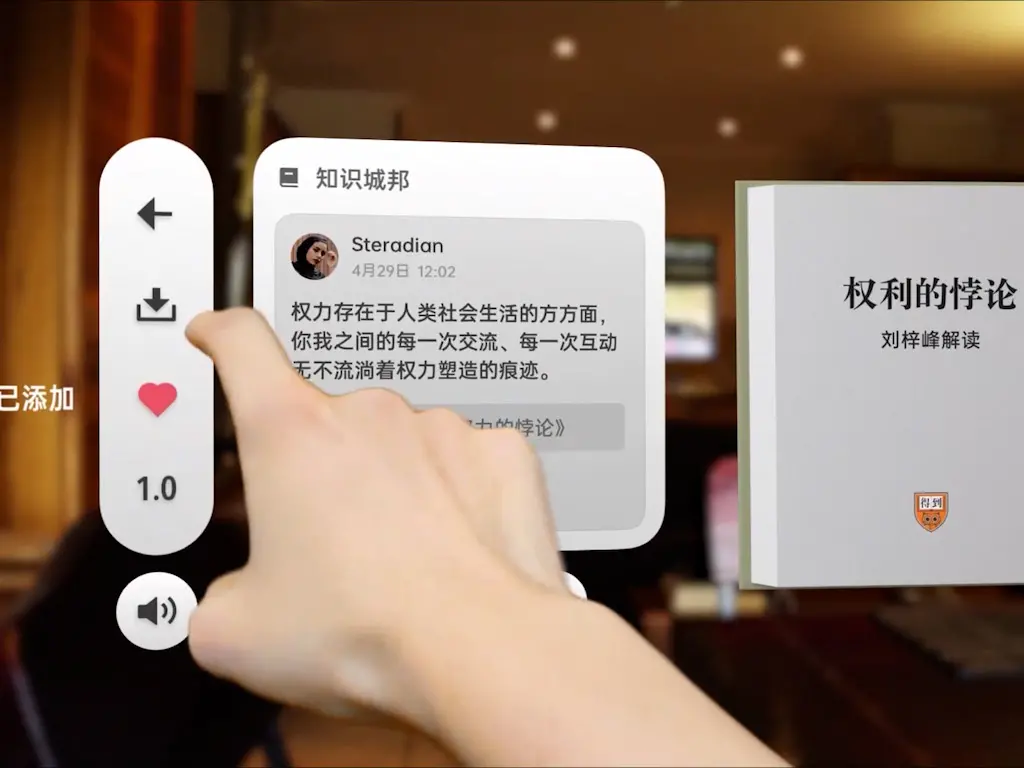 知识城邦
Steradian
4月29日 12:02
权力存在于人类社会生活的方方面，
你我之间的每一次交流、每一次互动
无不流淌着权力塑造的痕迹。
力的悖论》
已添加
1.0
权利的悖论
刘梓峰解读
得到